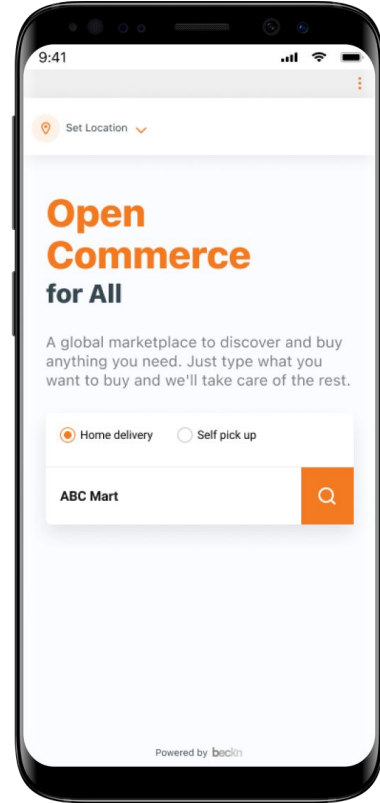 9:41
Set Location
Open
Commerce
for All
A global marketplace to discover and buy
anything you need. Just type what you
want to buy and we'll take care of the rest.
Home delivery Self pick up
ABC Mart
Powered by beckn